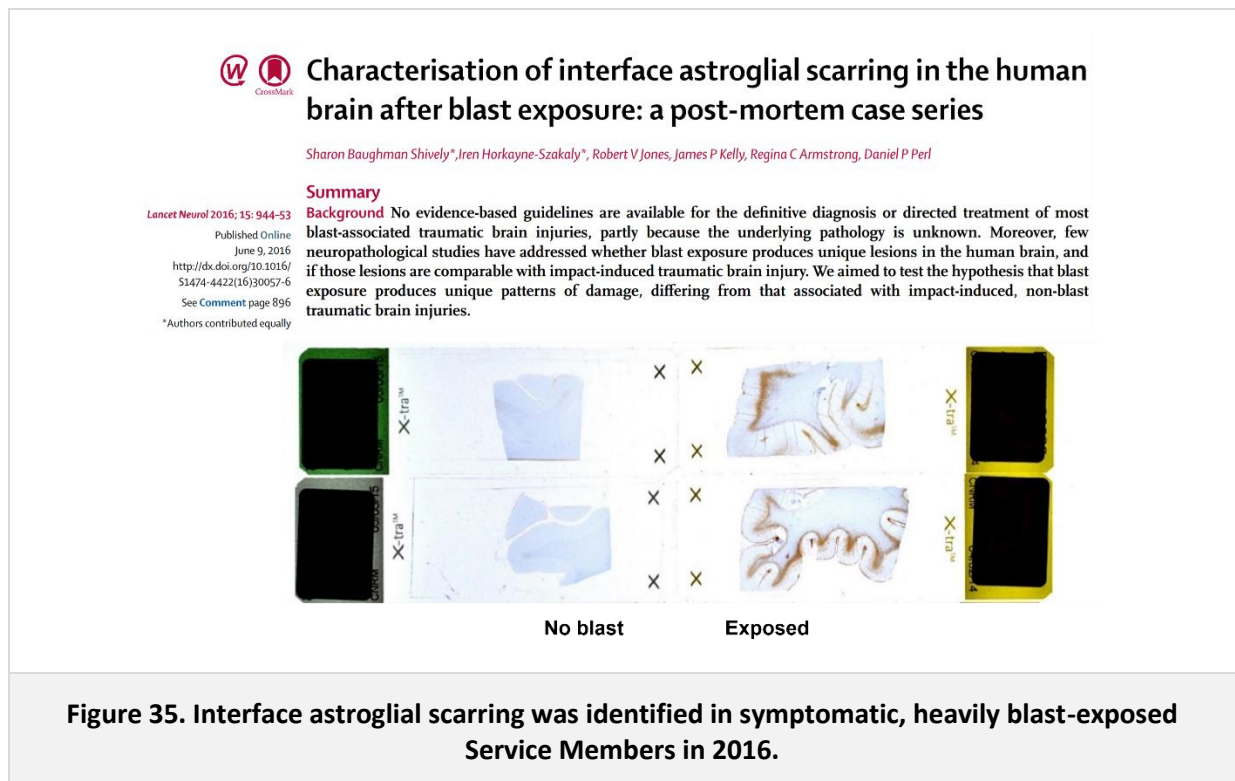 Characterisation of interface astroglial scarring in the human
brain after blast exposure: a post-mortem case series
W
CrossMark
Sharon Baughman Shively*,Iren Horkayne-Szakaly*, Robert V Jones, James P Kelly, Regina C Armstrong, Daniel P Perl
Summary
Lancet Neurol 2016; 15: 944–53
Published Online
June 9, 2016
http://dx.doi.org/10.1016/
S1474-4422(16)30057-6
See Comment page 896
*Authors contributed equally
Background No evidence-based guidelines are available for the definitive diagnosis or directed treatment of most
blast-associated traumatic brain injuries, partly because the underlying pathology is unknown. Moreover, few
neuropathological studies have addressed whether blast exposure produces unique lesions in the human brain, and
if those lesions are comparable with impact-induced traumatic brain injury. We aimed to test the hypothesis that blast
exposure produces unique patterns of damage, differing from that associated with impact-induced, non-blast
traumatic brain injuries.
X-tra™
X
X
X
X
X-tra™
X-tra™
X
X
X
X
X-tra™
CNRM
No blast
Exposed
Figure 35. Interface astroglial scarring was identified in symptomatic, heavily blast-exposed
Service Members in 2016.